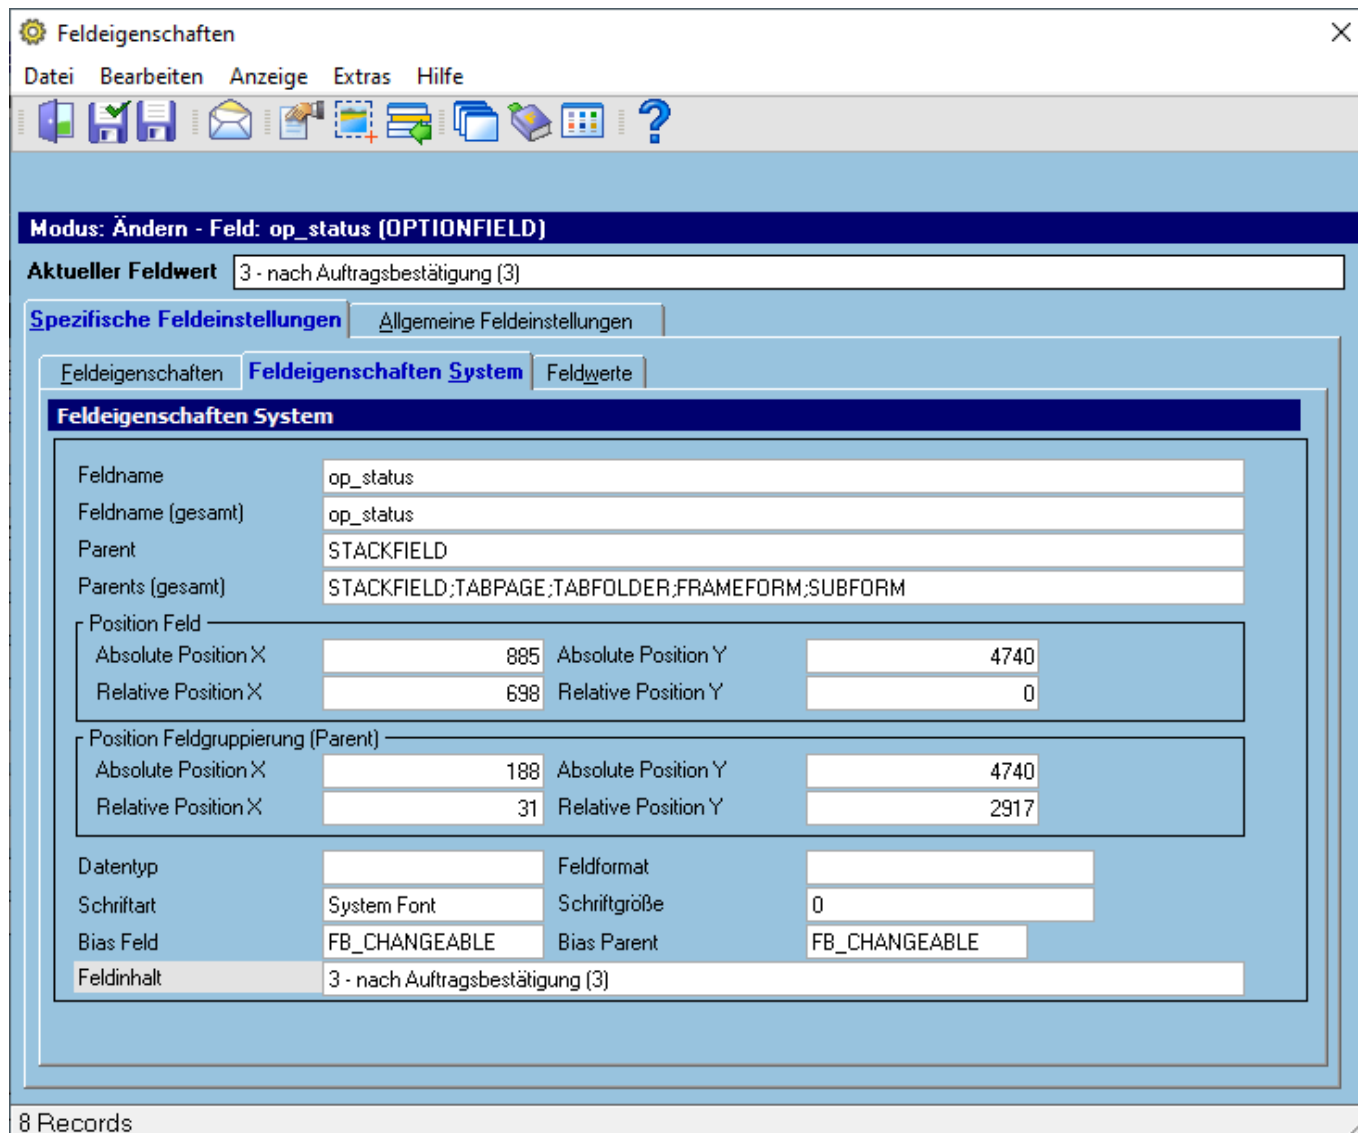 Feldeigenschaften
Datei Bearbeiten Anzeige Extras Hilfe
Modus: Ändern - Feld: op_status (OPTIONFIELD)
Aktueller Feldwert 3 - nach Auftragsbestätigung (3)
Spezifische Feldeinstellungen Allgemeine Feldeinstellungen
Feldeigenschaften Feldeigenschaften System Feldwerte
Feldeigenschaften System
Feldname op_status
Feldname (gesamt) op_status
Parent STACKFIELD
Parents (gesamt) STACKFIELD;TABPAGE;TABFOLDER;FRAMEFORM;SUBFORM
Position Feld
Absolute Position X 885 Absolute Position Y 4740
Relative Position X 698 Relative Position Y 0
Position Feldgruppierung (Parent)
Absolute Position X 188 Absolute Position Y 4740
Relative Position X 31 Relative Position Y 2917
Datentyp Feldformat
Schriftart System Font Schriftgröße 0
Bias Feld FB_CHANGEABLE Bias Parent FB_CHANGEABLE
Feldinhalt 3 - nach Auftragsbestätigung (3)
8 Records